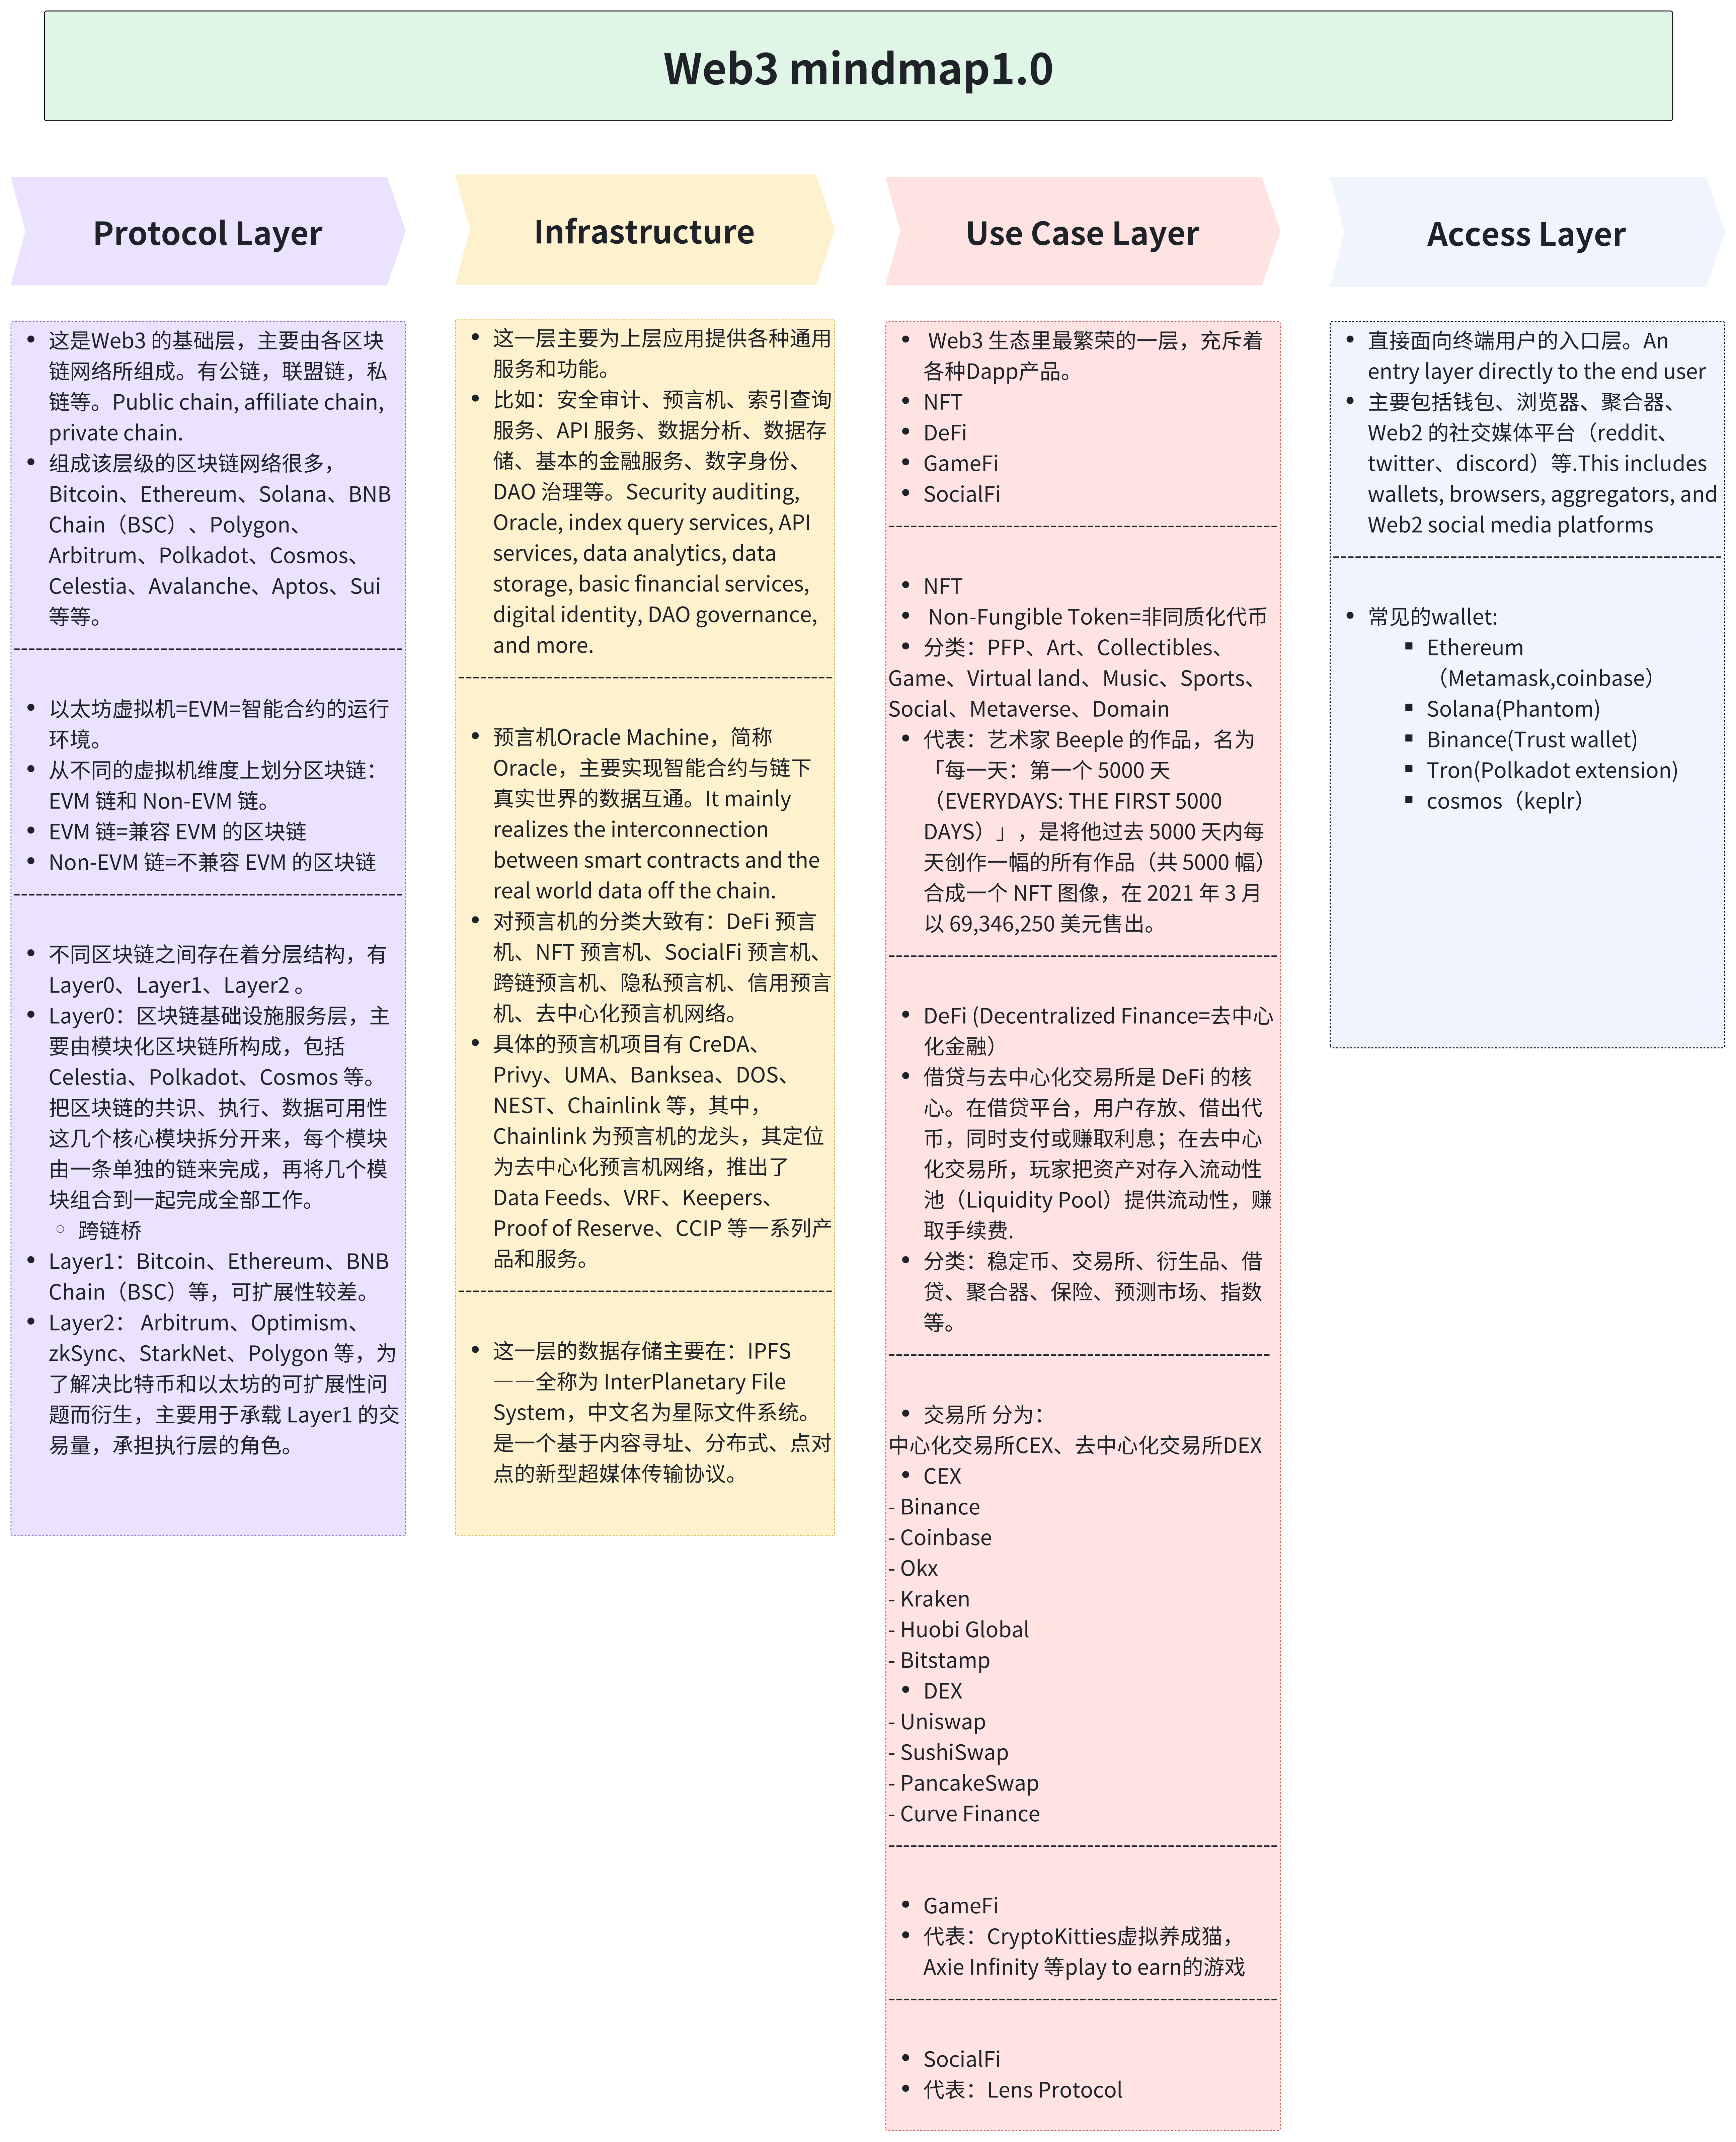 Web3 mindmap1.0
Protocol Layer
• 这是Web3 的基础层，主要由各区块
链网络所组成。有公链，联盟链，私
链等。Public chain, affiliate chain,
private chain.
• 组成该层级的区块链网络很多，
Bitcoin、Ethereum、Solana、BNB
Chain（BSC）、Polygon、
Arbitrum、Polkadot、Cosmos、
Celestia、Avalanche、Aptos、Sui
等等。
-----------------------------------------------------
• 以太坊虚拟机=EVM=智能合约的运行
环境。
• 从不同的虚拟机维度上划分区块链：
EVM 链和 Non-EVM 链。
• EVM 链=兼容 EVM 的区块链
• Non-EVM 链=不兼容 EVM 的区块链
-----------------------------------------------------
• 不同区块链之间存在着分层结构，有
Layer0、Layer1、Layer2 。
• Layer0：区块链基础设施服务层，主
要由模块化区块链所构成，包括
Celestia、Polkadot、Cosmos 等。
把区块链的共识、执行、数据可用性
这几个核心模块拆分开来，每个模块
由一条单独的链来完成，再将几个模
块组合到一起完成全部工作。
◦ 跨链桥
• Layer1：Bitcoin、Ethereum、BNB
Chain（BSC）等，可扩展性较差。
• Layer2： Arbitrum、Optimism、
zkSync、StarkNet、Polygon 等，为
了解决比特币和以太坊的可扩展性问
题而衍生，主要用于承载 Layer1 的交
易量，承担执行层的角色。
Infrastructure
• 这一层主要为上层应用提供各种通用
服务和功能。
• 比如：安全审计、预言机、索引查询
服务、API 服务、数据分析、数据存
储、基本的金融服务、数字身份、
DAO 治理等。Security auditing,
Oracle, index query services, API
services, data analytics, data
storage, basic financial services,
digital identity, DAO governance,
and more.
---------------------------------------------------
• 预言机Oracle Machine，简称
Oracle，主要实现智能合约与链下
真实世界的数据互通。It mainly
realizes the interconnection
between smart contracts and the
real world data off the chain.
• 对预言机的分类大致有：DeFi 预言
机、NFT 预言机、SocialFi 预言机、
跨链预言机、隐私预言机、信用预言
机、去中心化预言机网络。
• 具体的预言机项目有 CreDA、
Privy、UMA、Banksea、DOS、
NEST、Chainlink 等，其中，
Chainlink 为预言机的龙头，其定位
为去中心化预言机网络，推出了
Data Feeds、VRF、Keepers、
Proof of Reserve、CCIP 等一系列产
品和服务。
---------------------------------------------------
• 这一层的数据存储主要在：IPFS
——全称为 InterPlanetary File
System，中文名为星际文件系统。
是一个基于内容寻址、分布式、点对
点的新型超媒体传输协议。
Use Case Layer
• Web3 生态里最繁荣的一层，充斥着
各种Dapp产品。
• NFT
• DeFi
• GameFi
• SocialFi
-----------------------------------------------------
• NFT
• Non-Fungible Token=非同质化代币
• 分类：PFP、Art、Collectibles、
Game、Virtual land、Music、Sports、
Social、Metaverse、Domain
• 代表：艺术家 Beeple 的作品，名为
「每一天：第一个 5000 天
（EVERYDAYS: THE FIRST 5000
DAYS）」，是将他过去 5000 天内每
天创作一幅的所有作品（共 5000 幅）
合成一个 NFT 图像，在 2021 年 3 月
以 69,346,250 美元售出。
-----------------------------------------------------
• DeFi (Decentralized Finance=去中心
化金融）
• 借贷与去中心化交易所是 DeFi 的核
心。在借贷平台，用户存放、借出代
币，同时支付或赚取利息；在去中心
化交易所，玩家把资产对存入流动性
池（Liquidity Pool）提供流动性，赚
取手续费.
• 分类：稳定币、交易所、衍生品、借
贷、聚合器、保险、预测市场、指数
等。
----------------------------------------------------
• 交易所 分为：
中心化交易所CEX、去中心化交易所DEX
• CEX
- Binance
- Coinbase
- Okx
- Kraken
- Huobi Global
- Bitstamp
• DEX
- Uniswap
- SushiSwap
- PancakeSwap
- Curve Finance
-----------------------------------------------------
• GameFi
• 代表：CryptoKitties虚拟养成猫，
Axie Infinity 等play to earn的游戏
-----------------------------------------------------
• SocialFi
• 代表：Lens Protocol
Access Layer
• 直接面向终端用户的入口层。An
entry layer directly to the end user
• 主要包括钱包、浏览器、聚合器、
Web2 的社交媒体平台（reddit、
twitter、discord）等.This includes
wallets, browsers, aggregators, and
Web2 social media platforms
-----------------------------------------------------
• 常见的wallet:
▪ Ethereum
（Metamask,coinbase）
▪ Solana(Phantom)
▪ Binance(Trust wallet)
▪ Tron(Polkadot extension)
▪ cosmos（keplr）